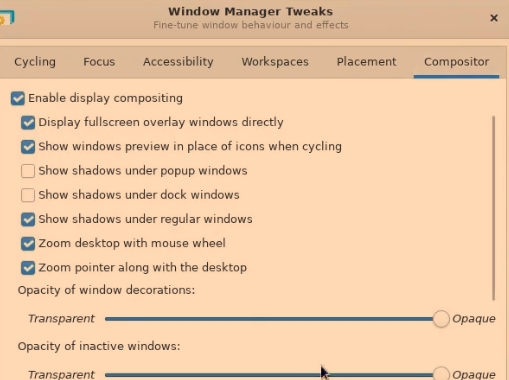 Window Manager Tweaks
Fine-tune window behaviour and effects
Cycling Focus Accessibility Workspaces Placement Compositor
Enable display compositing
Display fullscreen overlay windows directly
Show windows preview in place of icons when cycling
Show shadows under popup windows
Show shadows under dock windows
Show shadows under regular windows
Zoom desktop with mouse wheel
Zoom pointer along with the desktop
Opacity of window decorations:
Transparent Opaque
Opacity of inactive windows:
Transparent Opaque